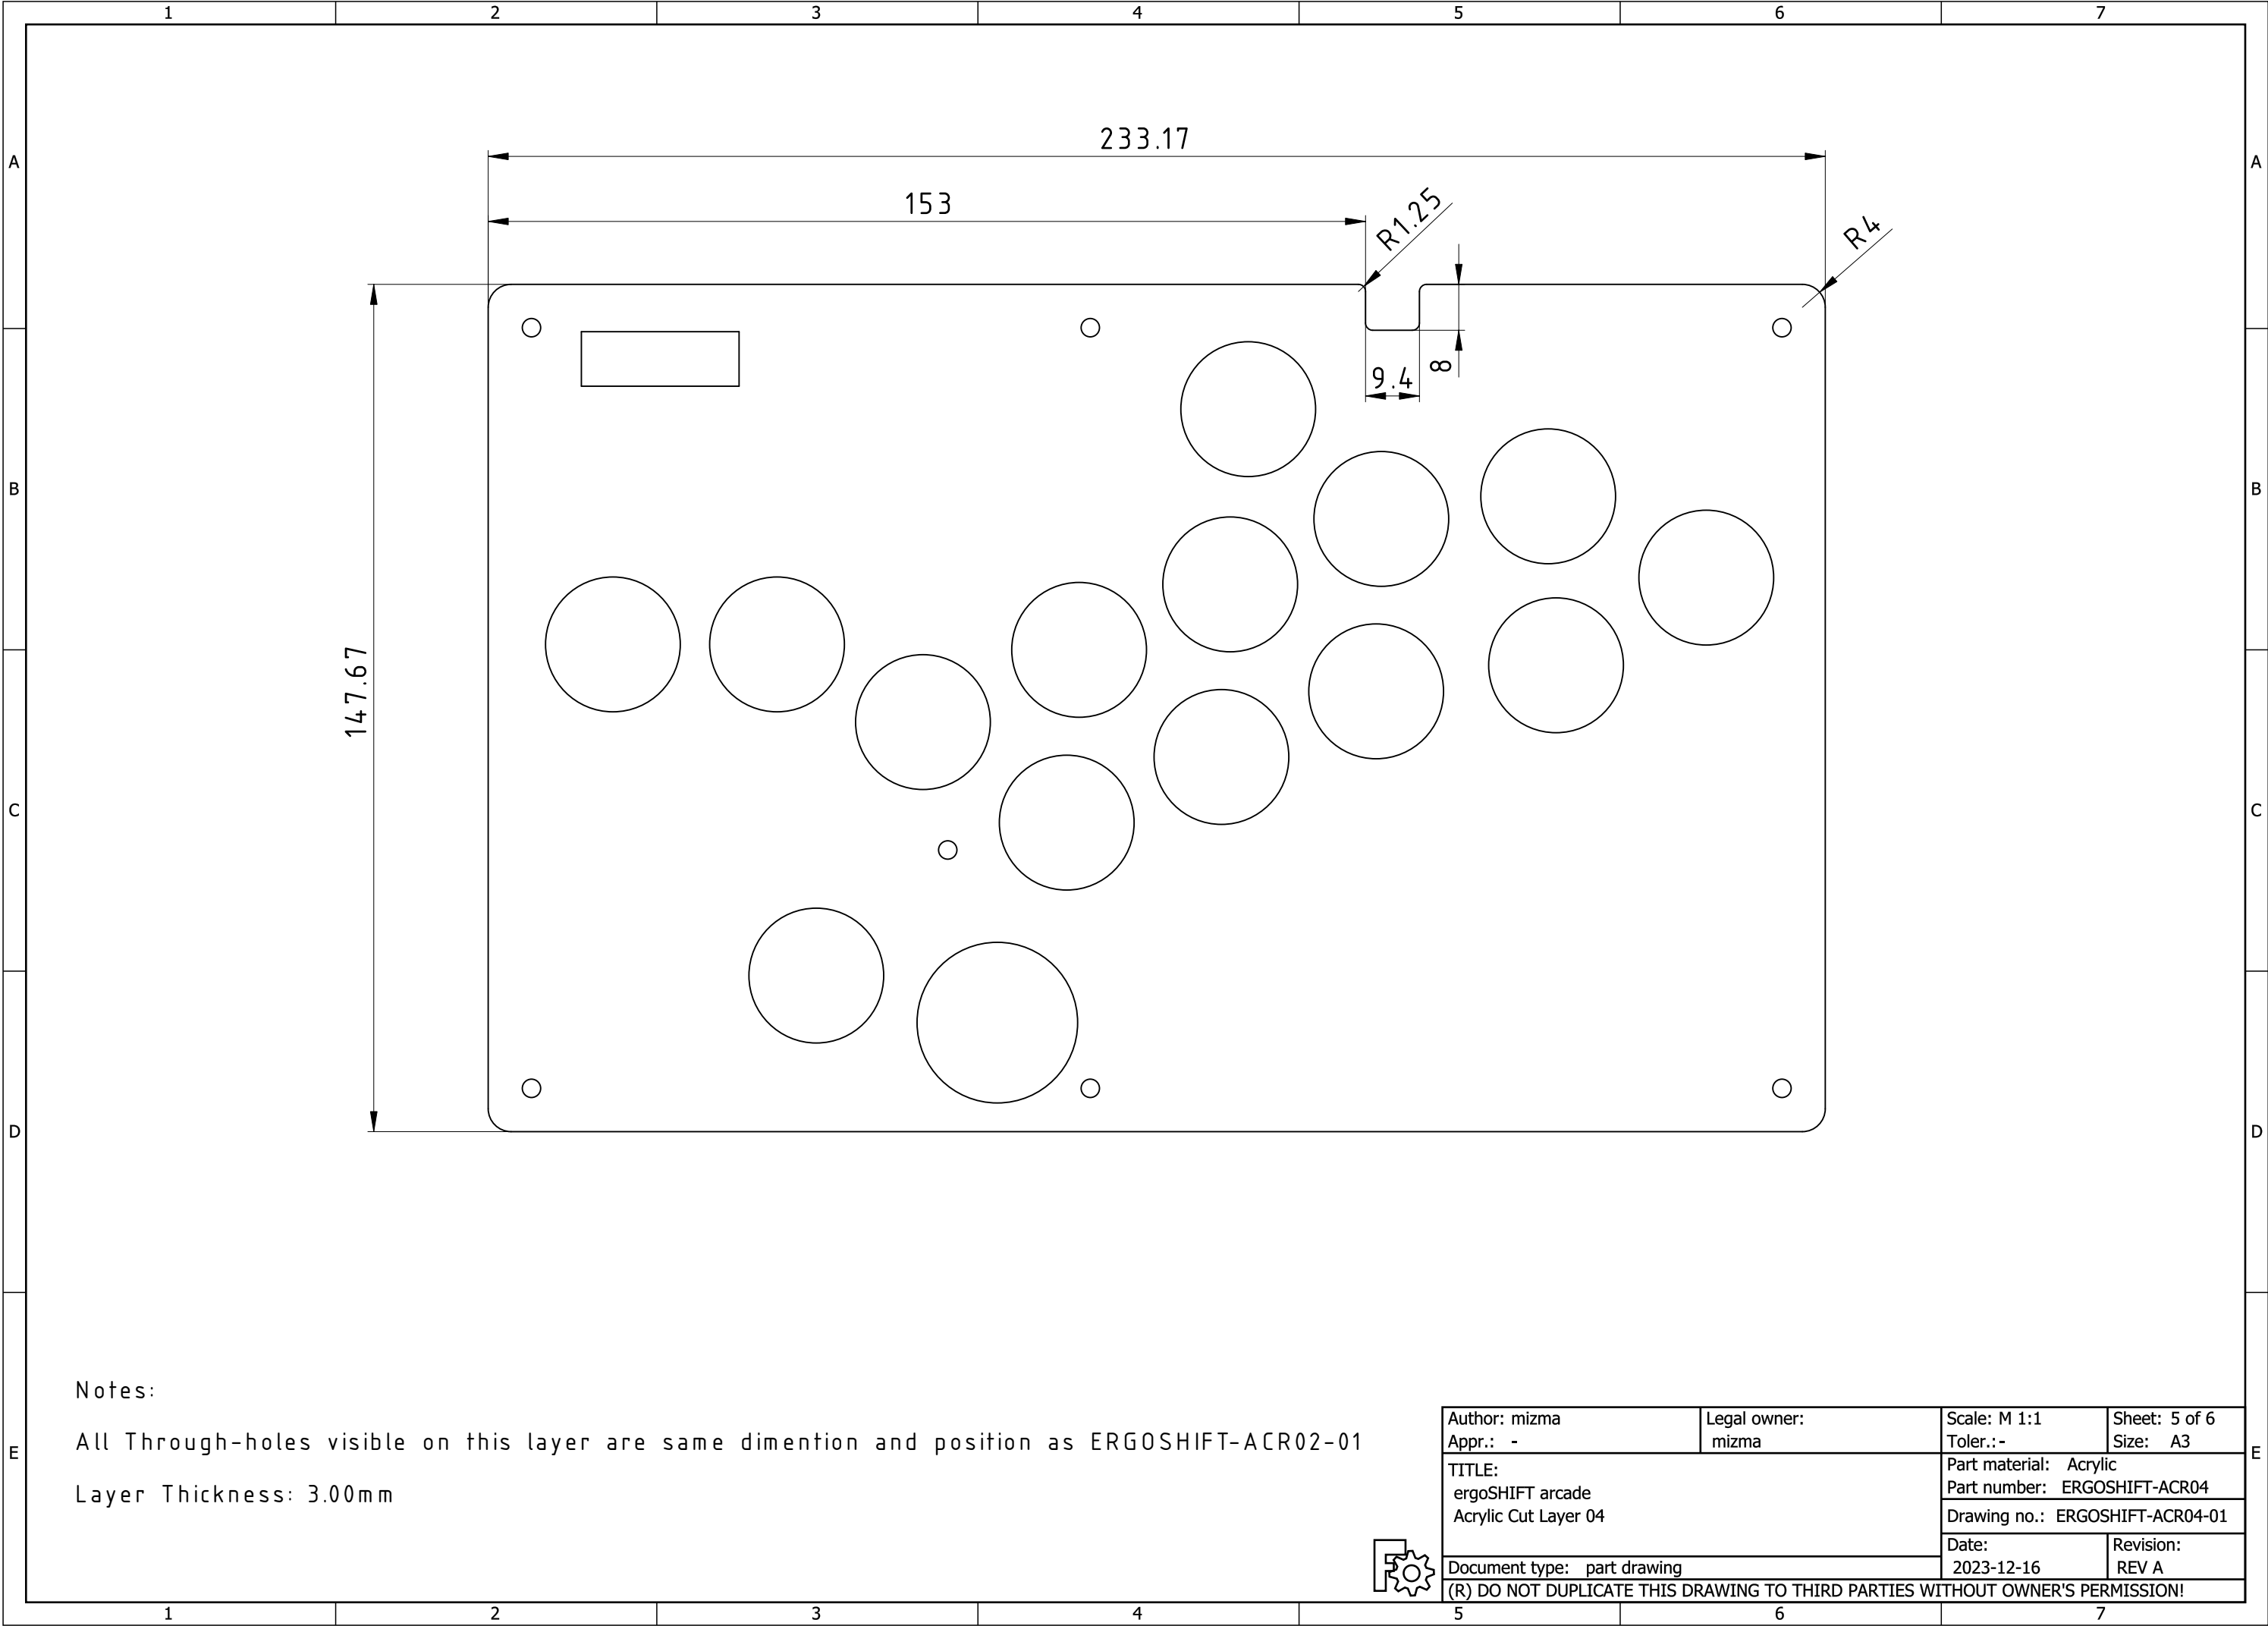 1 2 3 4 5 6 7
A A
B B
C C
D D
E E
233.17
153
R1.25
R4
8
9.4
147.67
Notes:
All Through-holes visible on this layer are same dimention and position as ERGOSHIFT-ACR02-01
Layer Thickness: 3.00mm
Author: mizma
Appr.: -
Legal owner:
mizma
Scale: M 1:1
Toler.: -
Sheet: 5 of 6
Size: A3
TITLE:
ergoSHIFT arcade
Acrylic Cut Layer 04
Part material: Acrylic
Part number: ERGOSHIFT-ACR04
Drawing no.: ERGOSHIFT-ACR04-01
Date:
2023-12-16
Revision:
REV A
Document type: part drawing
(R) DO NOT DUPLICATE THIS DRAWING TO THIRD PARTIES WITHOUT OWNER'S PERMISSION!
1 2 3 4 5 6 7